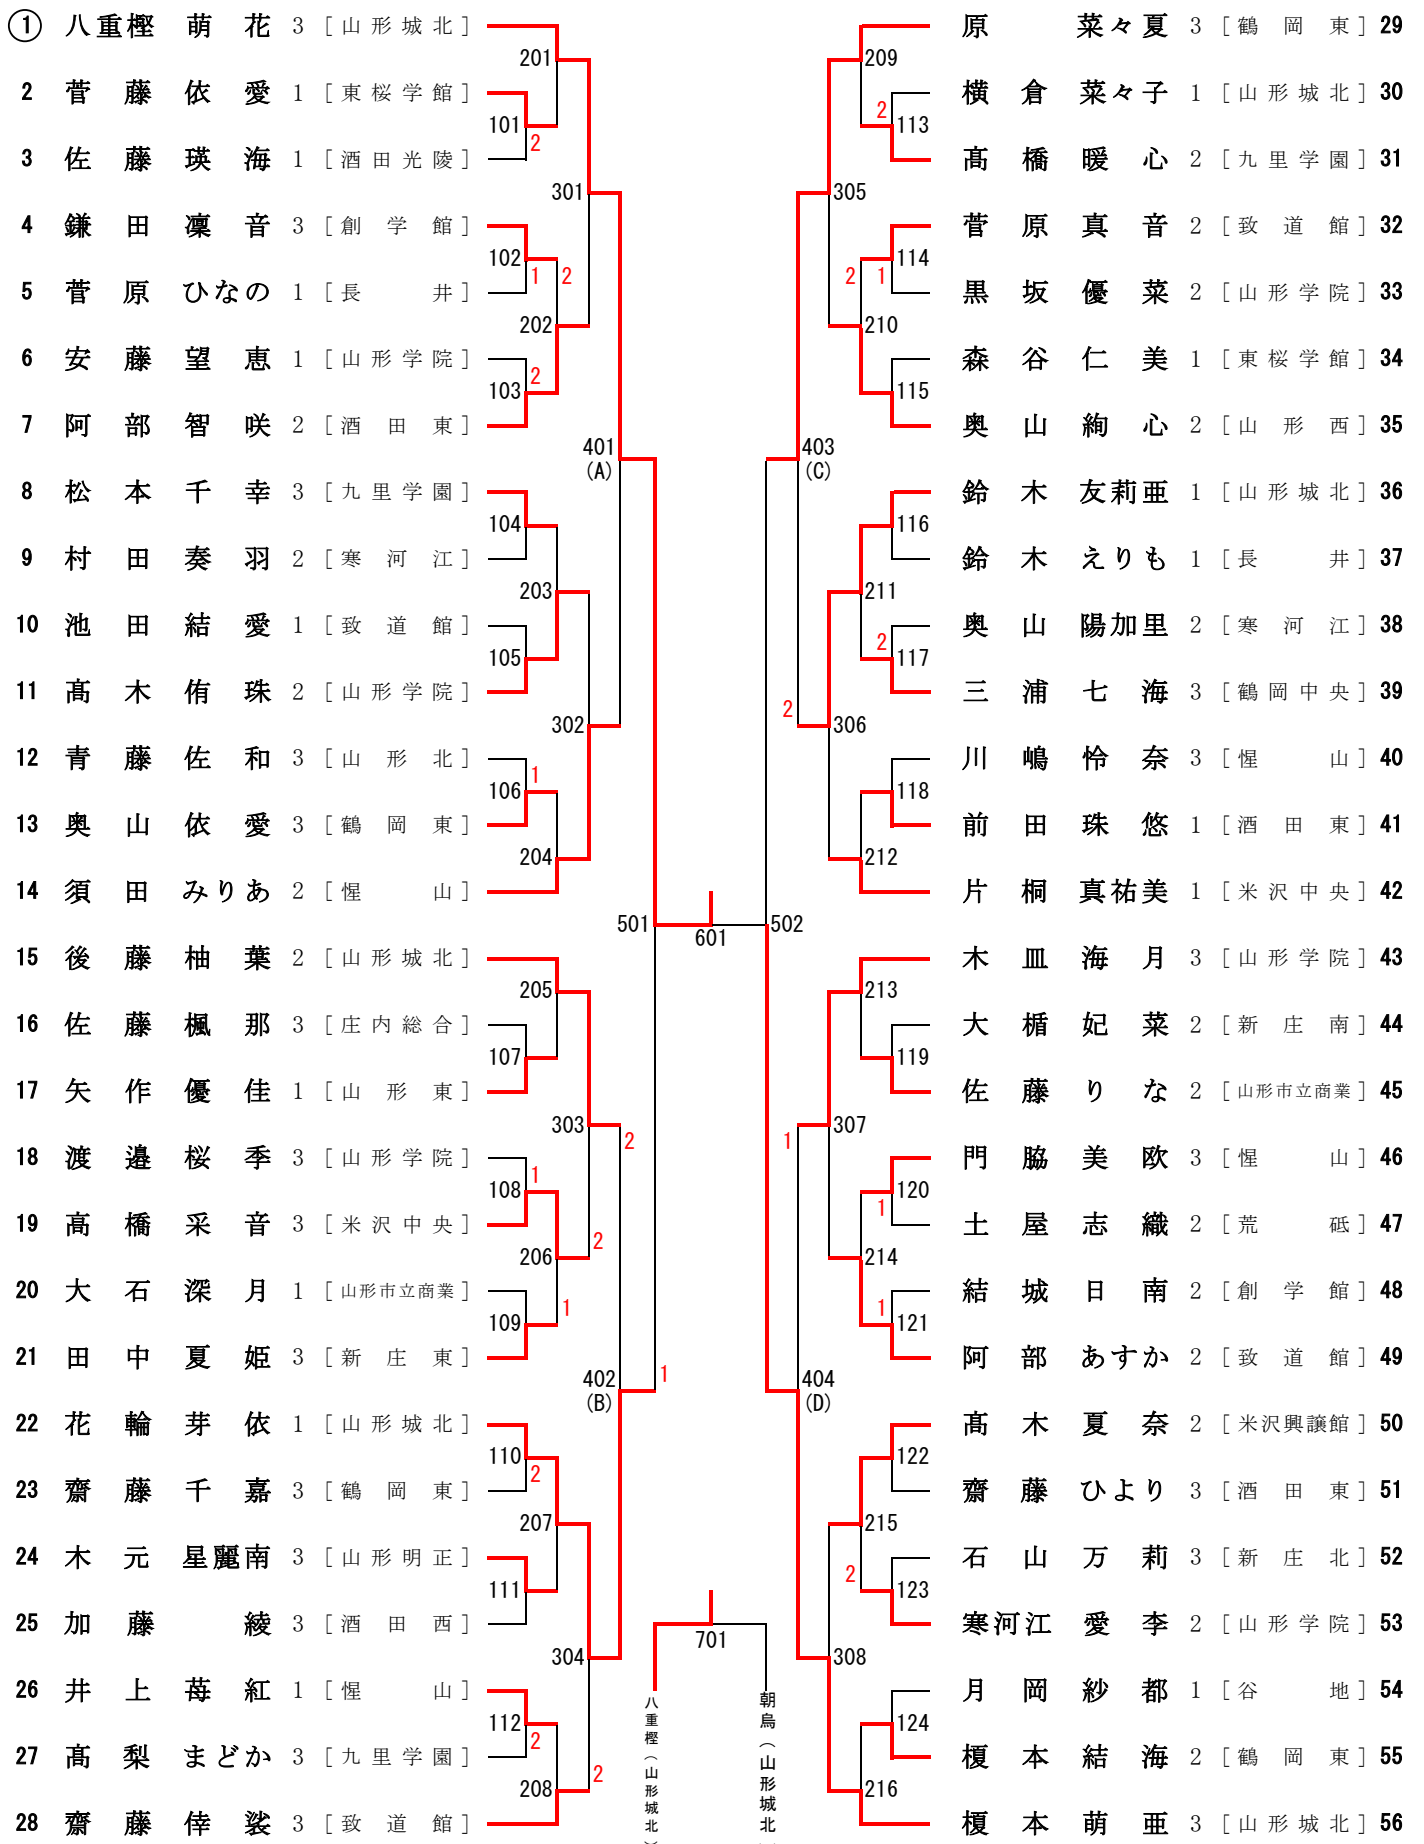 ① 八重樫 萌花 3 [山形城北]
2 菅藤依愛 1 [東桜学館]
3 佐藤瑛海 1 [酒田光陵]
4 鎌田凜音 3 [創学館]
5 菅原ひなの 1 [長井]
6 安藤望恵 1 [山形学院]
7 阿部智咲 2 [酒田東]
8 松本千幸 3 [九里学園]
9 村田奏羽 2 [寒河江]
10 池田結愛 1 [致道館]
11 髙木侑珠 2 [山形学院]
12 青藤佐和 3 [山形北]
13 奥山依愛 3 [鶴岡東]
14 須田みりあ 2 [惺山]
15 後藤柚葉 2 [山形城北]
16 佐藤楓那 3 [庄内総合]
17 矢作優佳 1 [山形東]
18 渡邉桜季 3 [山形学院]
19 高橋采音 3 [米沢中央]
20 大石深月 1 [山形市立商業]
21 田中夏姫 3 [新庄東]
22 花輪芽依 1 [山形城北]
23 齋藤千嘉 3 [鶴岡東]
24 木元星麗南 3 [山形明正]
25 加藤綾 3 [酒田西]
26 井上苺紅 1 [惺山]
27 髙梨まどか 3 [九里学園]
28 齋藤倖裟 3 [致道館]
201
101
2
301
102
1
2
202
103
2
401
(A)
104
203
105
302
106
1
204
501
205
107
303
2
108
1
206
2
109
1
402
(B)
1
110
2
207
111
304
112
2
208
2
601
701
八重樫（山形城北）
朝烏（山形城北
502
209
2
113
305
114
2
1
210
115
403
(C)
116
211
2
117
2
306
118
212
213
119
1
307
120
1
214
1
121
404
(D)
122
215
2
123
308
124
216
原 菜々夏 3 [鶴岡東] 29
横倉菜々子 1 [山形城北] 30
髙橋暖心 2 [九里学園] 31
菅原真音 2 [致道館] 32
黒坂優菜 2 [山形学院] 33
森谷仁美 1 [東桜学館] 34
奥山絢心 2 [山形西] 35
鈴木友莉亜 1 [山形城北] 36
鈴木えりも 1 [長井] 37
奥山陽加里 2 [寒河江] 38
三浦七海 3 [鶴岡中央] 39
川嶋怜奈 3 [惺山] 40
前田珠悠 1 [酒田東] 41
片桐真祐美 1 [米沢中央] 42
木皿海月 3 [山形学院] 43
大楯妃菜 2 [新庄南] 44
佐藤りな 2 [山形市立商業] 45
門脇美欧 3 [惺山] 46
土屋志織 2 [荒砥] 47
結城日南 2 [創学館] 48
阿部あすか 2 [致道館] 49
髙木夏奈 2 [米沢興譲館] 50
齋藤ひより 3 [酒田東] 51
石山万莉 3 [新庄北] 52
寒河江愛李 2 [山形学院] 53
月岡紗都 1 [谷地] 54
榎本結海 2 [鶴岡東] 55
榎本萌亜 3 [山形城北] 56